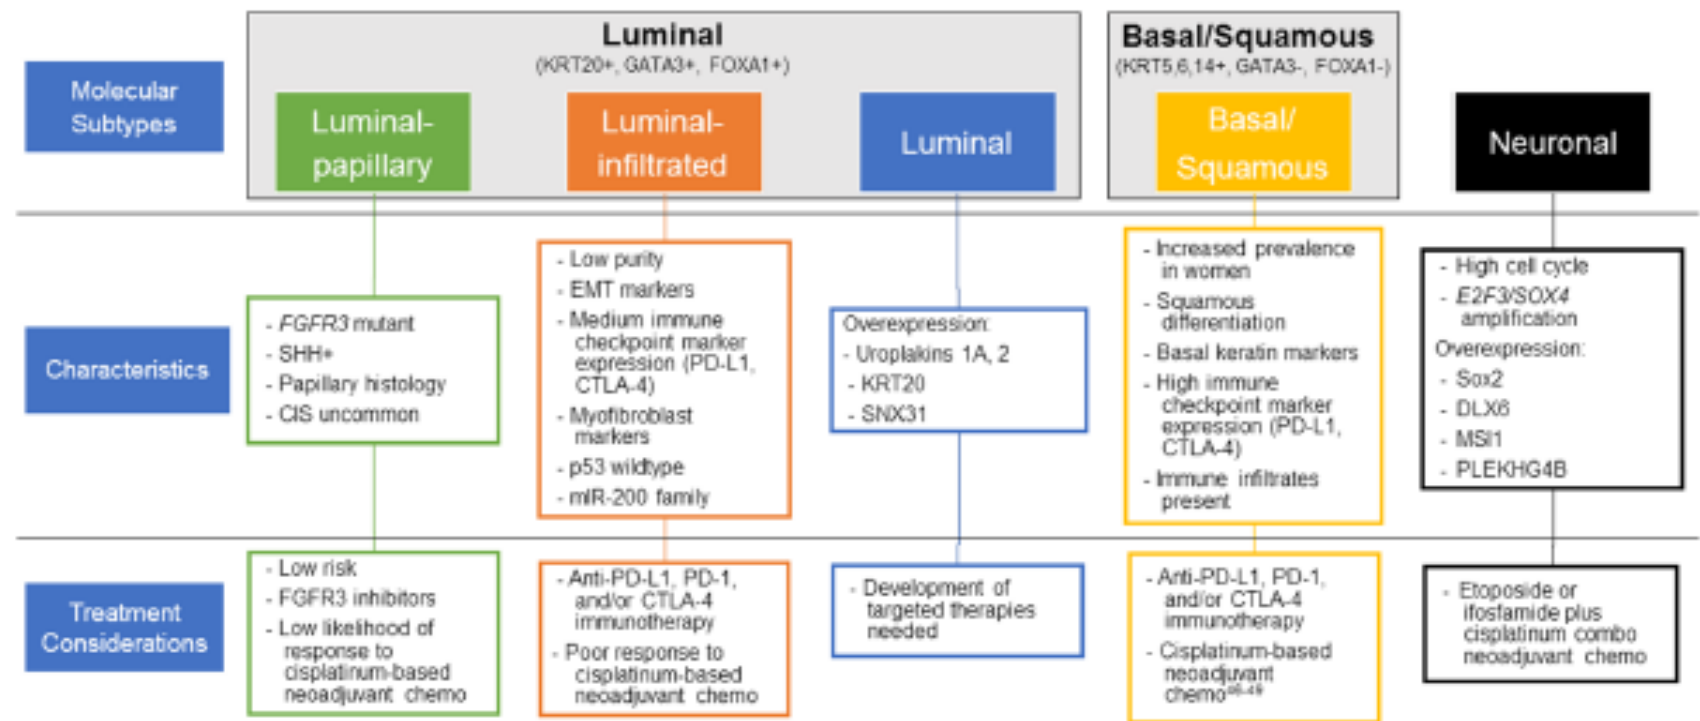 Luminal
(KRT20+, GATA3+, FOXA1+)
Basal/Squamous
(KRT5,6,14+, GATA3-, FOXA1-)
Molecular
Subtypes
Luminal-
papillary
Luminal-
infiltrated
Luminal
Basal/
Squamous
Neuronal
Characteristics
- FGFR3 mutant
- SHH+
- Papillary histology
- CIS uncommon
- Low purity
- EMT markers
- Medium immune
checkpoint marker
expression (PD-L1,
CTLA-4)
- Myofibroblast
markers
- p53 wildtype
- miR-200 family
Overexpression:
- Uroplakins 1A, 2
- KRT20
- SNX31
- Increased prevalence
in women
- Squamous
differentiation
- Basal keratin markers
- High immune
checkpoint marker
expression (PD-L1,
CTLA-4)
- Immune infiltrates
present
- High cell cycle
- E2F3/SOX4
amplification
Overexpression:
- Sox2
- DLX6
- MSI1
- PLEKHG4B
Treatment
Considerations
- Low risk
- FGFR3 inhibitors
- Low likelihood of
response to
cisplatinum-based
neoadjuvant chemo
- Anti-PD-L1, PD-1,
and/or CTLA-4
immunotherapy
- Poor response to
cisplatinum-based
neoadjuvant chemo
- Development of
targeted therapies
needed
- Anti-PD-L1, PD-1,
and/or CTLA-4
immunotherapy
- Cisplatinum-based
neoadjuvant
chemo
- Etoposide or
ifosfamide plus
cisplatinum combo
neoadjuvant chemo